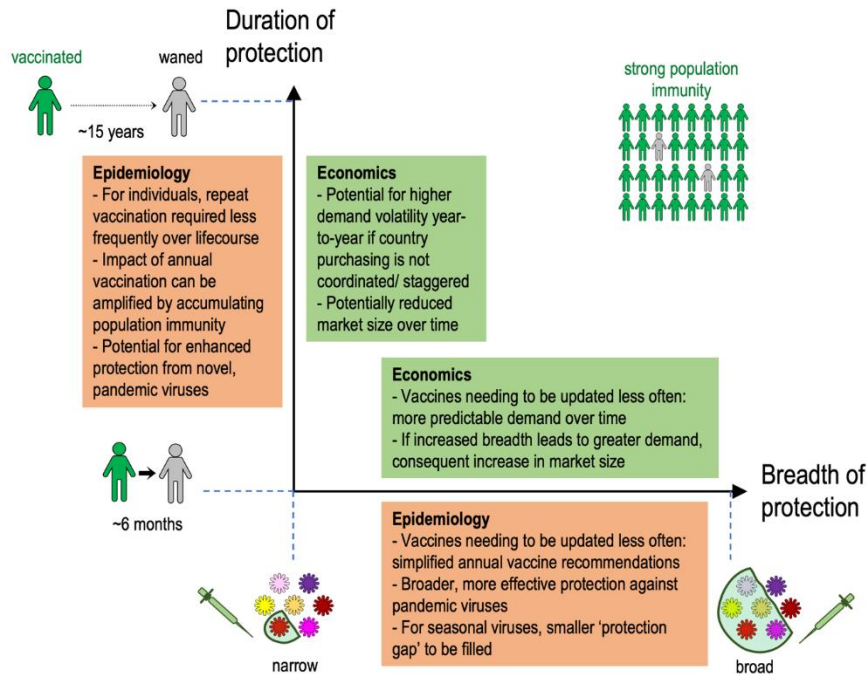 Duration of
protection
vaccinated
waned
~15 years
strong population
immunity
Epidemiology
- For individuals, repeat
vaccination required less
frequently over lifecourse
- Impact of annual
vaccination can be
amplified by accumulating
population immunity
- Potential for enhanced
protection from novel,
pandemic viruses
Economics
- Potential for higher
demand volatility year-
to-year if country
purchasing is not
coordinated/ staggered
- Potentially reduced
market size over time
Economics
- Vaccines needing to be updated less often:
more predictable demand over time
- If increased breadth leads to greater demand,
consequent increase in market size
~6 months
Breadth of
protection
Epidemiology
- Vaccines needing to be updated less often:
simplified annual vaccine recommendations
- Broader, more effective protection against
pandemic viruses
- For seasonal viruses, smaller ‘protection
gap’ to be filled
narrow
broad